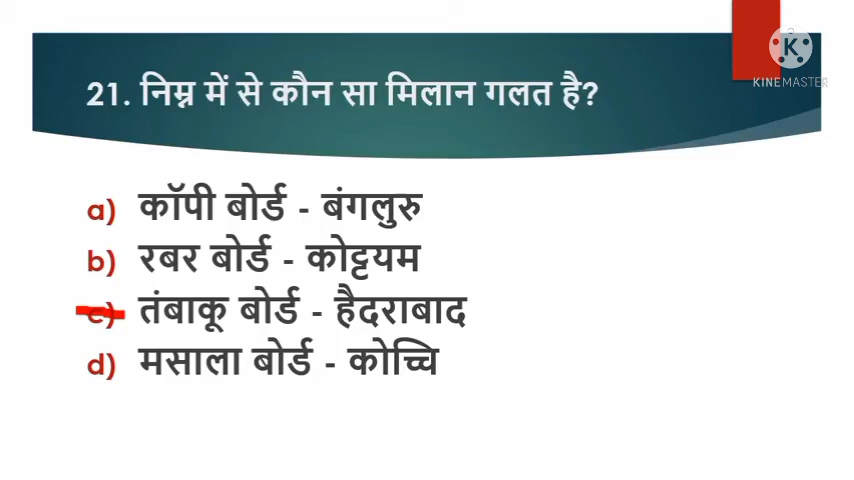 KINEMASTER
21. निम्न में से कौन सा मिलान गलत है?
a) कॉपी बोर्ड - बंगलुरु
b) रबर बोर्ड - कोट्टयम
c) तंबाकू बोर्ड - हैदराबाद
d) मसाला बोर्ड - कोच्चि